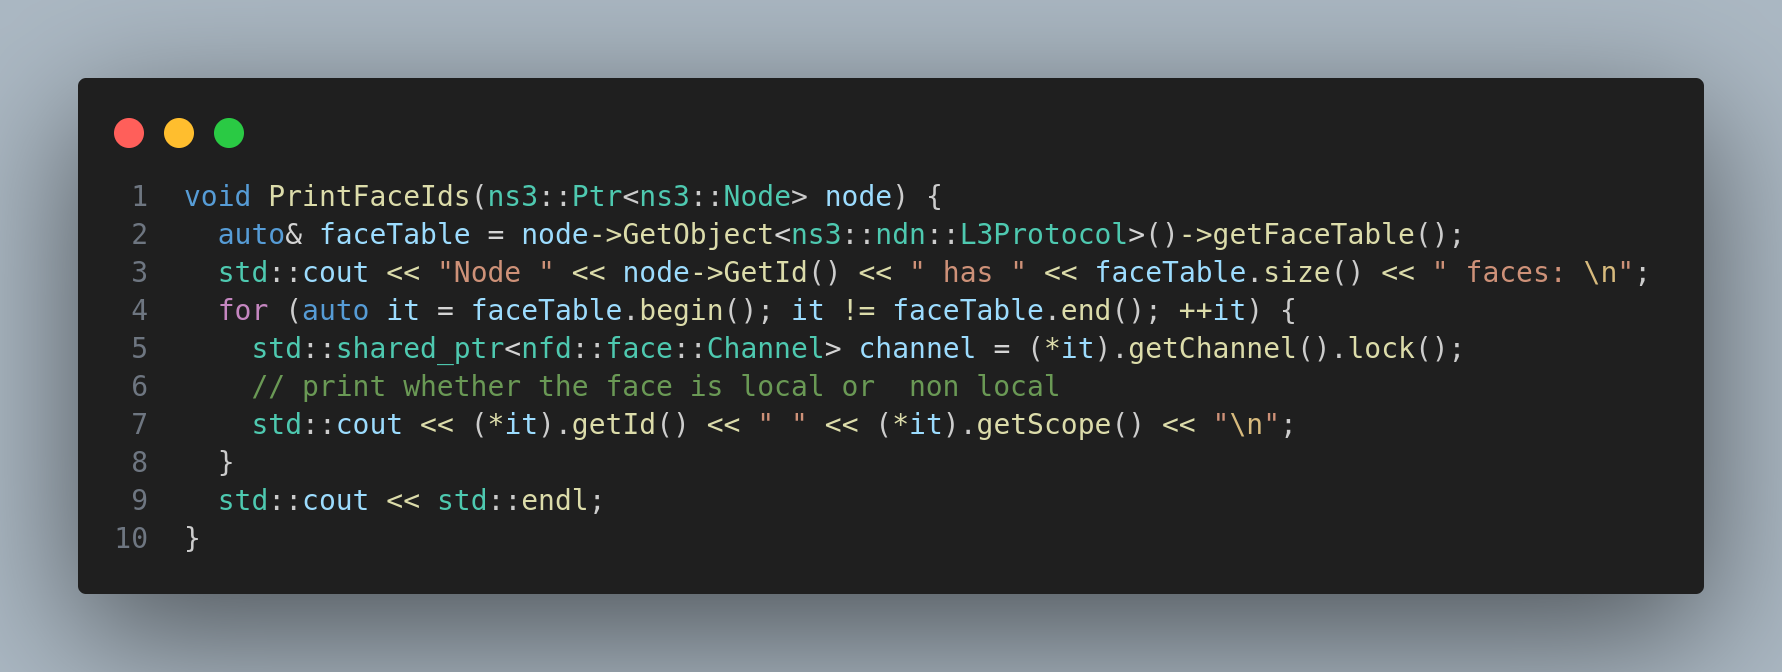 1 void PrintFaceIds(ns3::Ptr<ns3::Node> node) {
2   auto& faceTable = node->GetObject<ns3::ndn::L3Protocol>()->getFaceTable();
3   std::cout << "Node " << node->GetId() << " has " << faceTable.size() << " faces: \n";
4   for (auto it = faceTable.begin(); it != faceTable.end(); ++it) {
5     std::shared_ptr<nfd::face::Channel> channel = (*it).getChannel().lock();
6     // print whether the face is local or  non local
7     std::cout << (*it).getId() << " " << (*it).getScope() << "\n";
8   }
9   std::cout << std::endl;
10 }